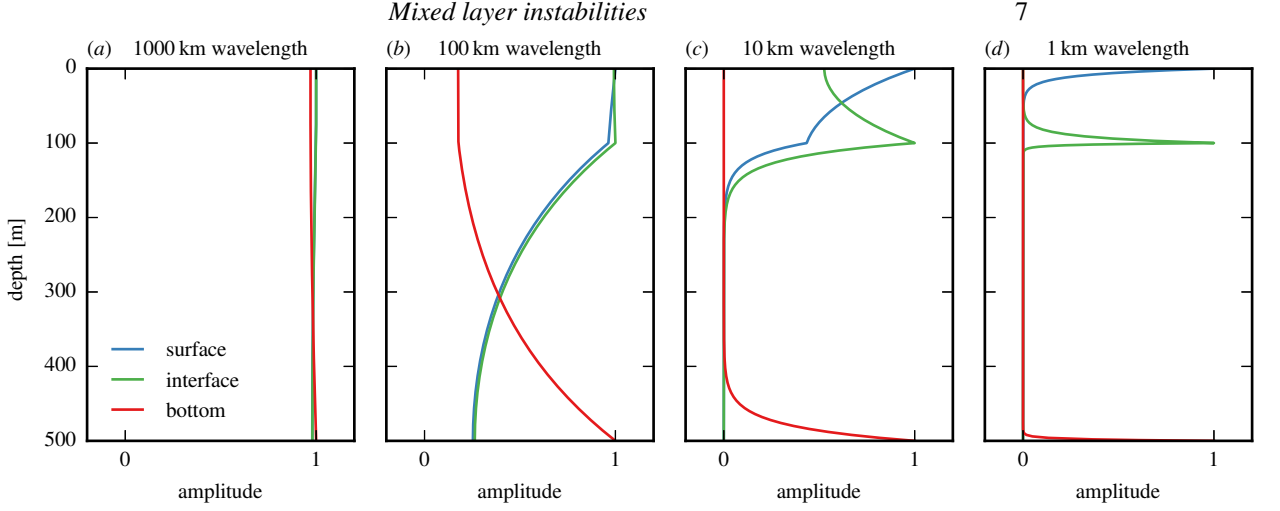 Mixed layer instabilities 7
(a) 1000 km wavelength (b) 100 km wavelength (c) 10 km wavelength (d) 1 km wavelength
0
100
200
300
400
500
depth [m]
surface
interface
bottom
0 1 0 1 0 1 0 1
amplitude amplitude amplitude amplitude